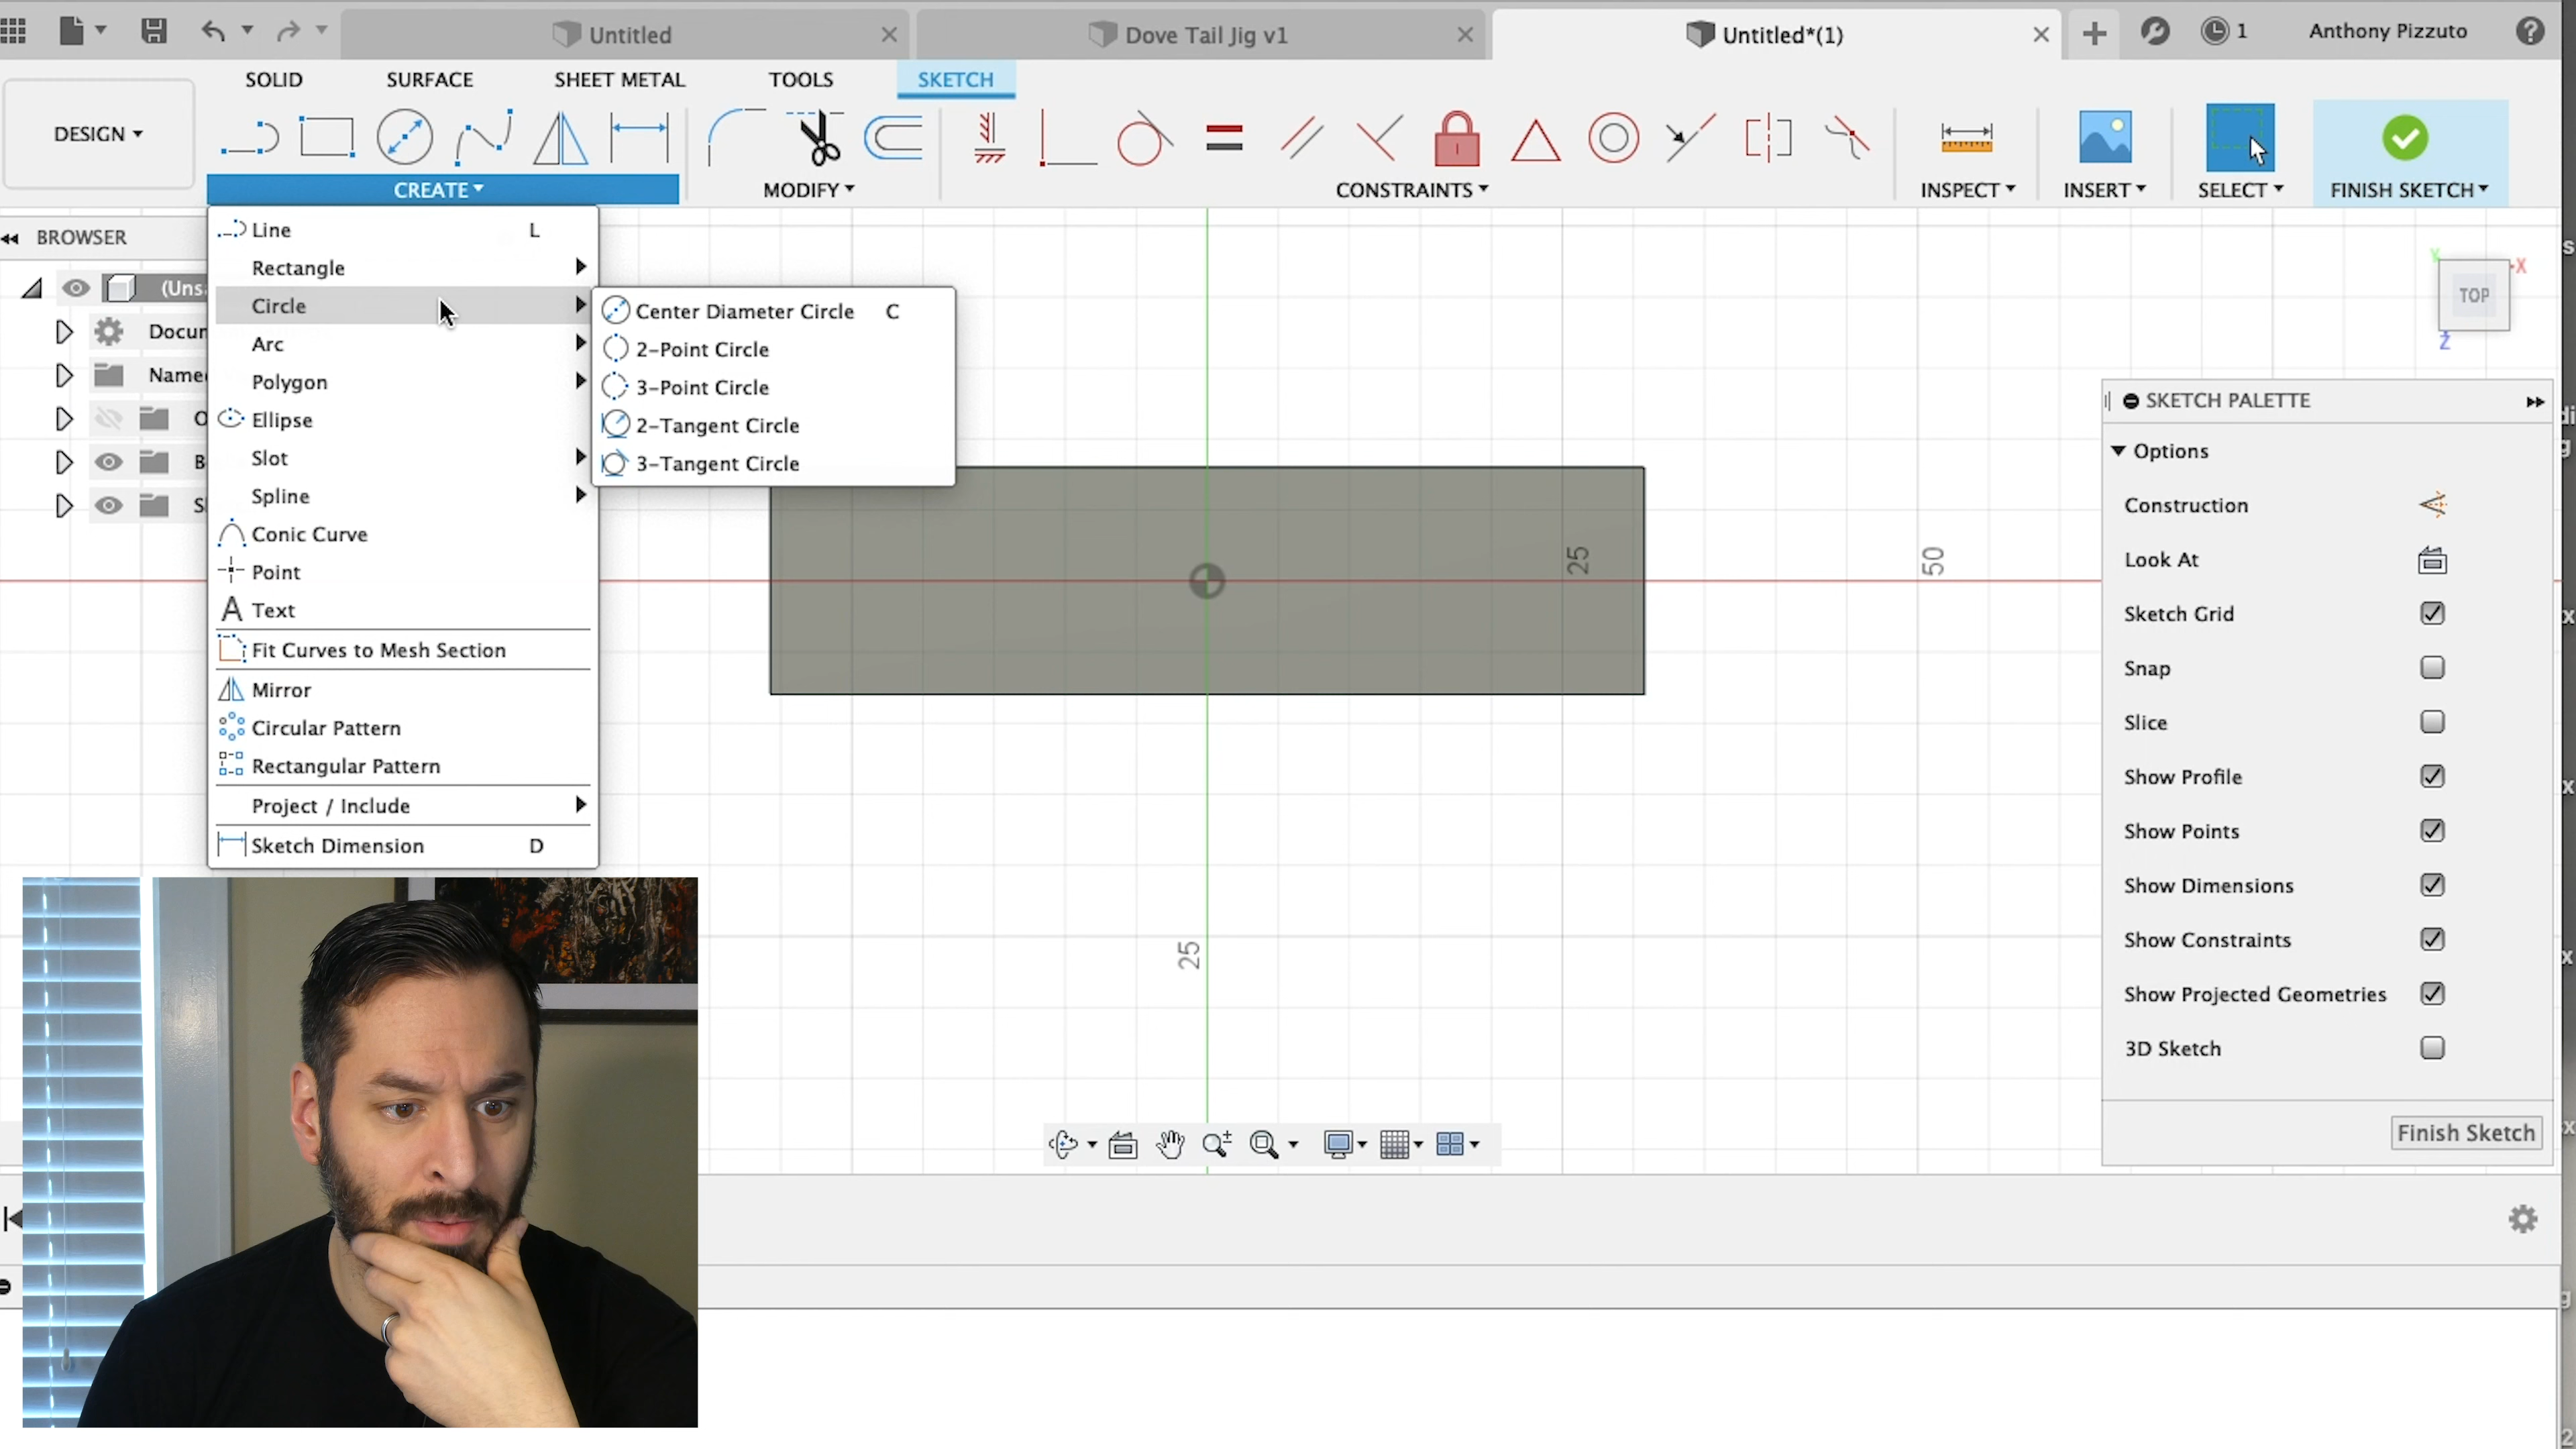 Untitled
Dove Tail Jig v1
Untitled*(1)
1
Anthony Pizzuto
SOLID
SURFACE
SHEET METAL
TOOLS
SKETCH
DESIGN
CREATE
MODIFY
CONSTRAINTS
INSPECT
INSERT
SELECT
FINISH SKETCH
BROWSER
(Uns
Docun
Name
O
B
S
Line L
Rectangle
Circle
Arc
Polygon
Ellipse
Slot
Spline
Conic Curve
Point
Text
Fit Curves to Mesh Section
Mirror
Circular Pattern
Rectangular Pattern
Project / Include
Sketch Dimension D
Center Diameter Circle C
2-Point Circle
3-Point Circle
2-Tangent Circle
3-Tangent Circle
25
50
25
Y
X
TOP
Z
SKETCH PALETTE
Options
Construction
Look At
Sketch Grid
Snap
Slice
Show Profile
Show Points
Show Dimensions
Show Constraints
Show Projected Geometries
3D Sketch
Finish Sketch